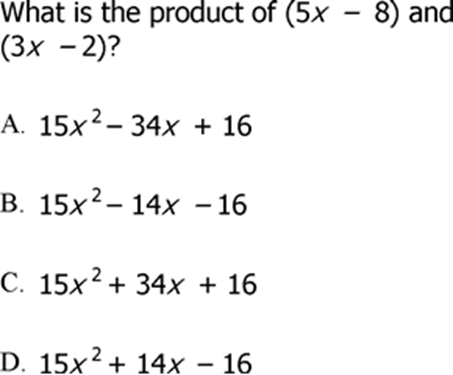 What is the product of (5x − 8) and
(3x − 2)?
A. 15x² − 34x + 16
B. 15x² − 14x − 16
C. 15x² + 34x + 16
D. 15x² + 14x − 16